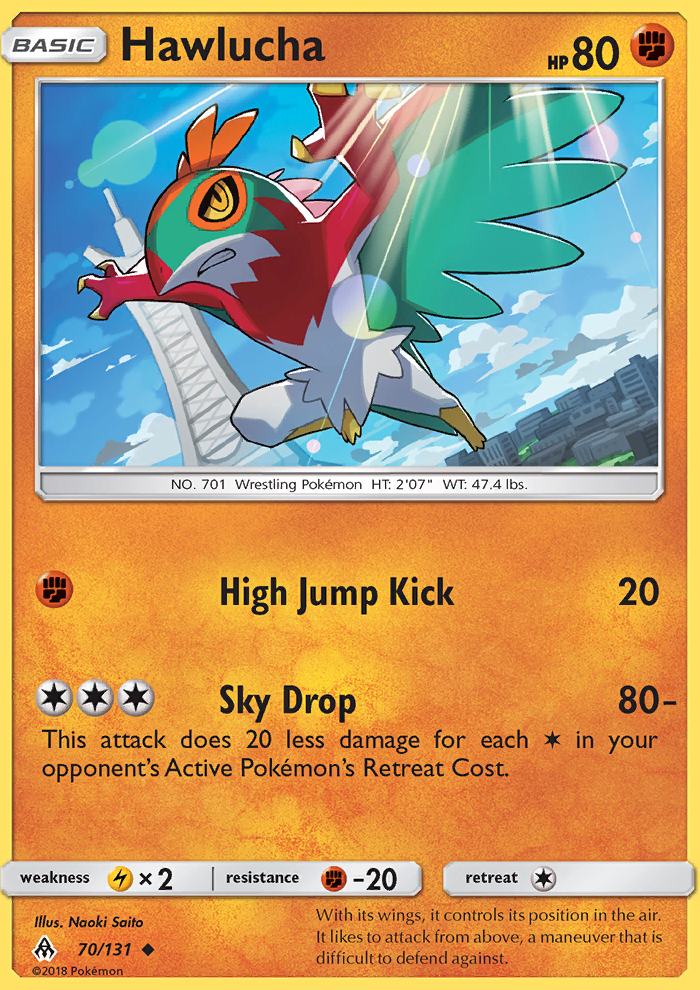 BASIC Hawlucha HP 80
NO. 701 Wrestling Pokémon HT: 2'07" WT: 47.4 lbs.
High Jump Kick 20
Sky Drop 80-
This attack does 20 less damage for each in your
opponent's Active Pokémon's Retreat Cost.
weakness ×2 resistance -20 retreat
Illus. Naoki Saito
70/131
©2018 Pokémon
With its wings, it controls its position in the air.
It likes to attack from above, a maneuver that is
difficult to defend against.